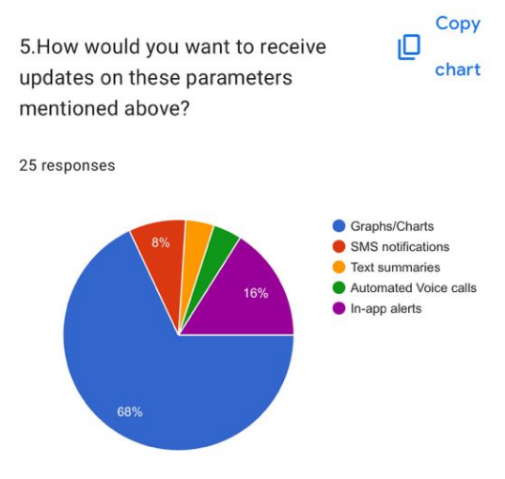 5.How would you want to receive
updates on these parameters
mentioned above?
Copy
chart
25 responses
8%
16%
68%
Graphs/Charts
SMS notifications
Text summaries
Automated Voice calls
In-app alerts